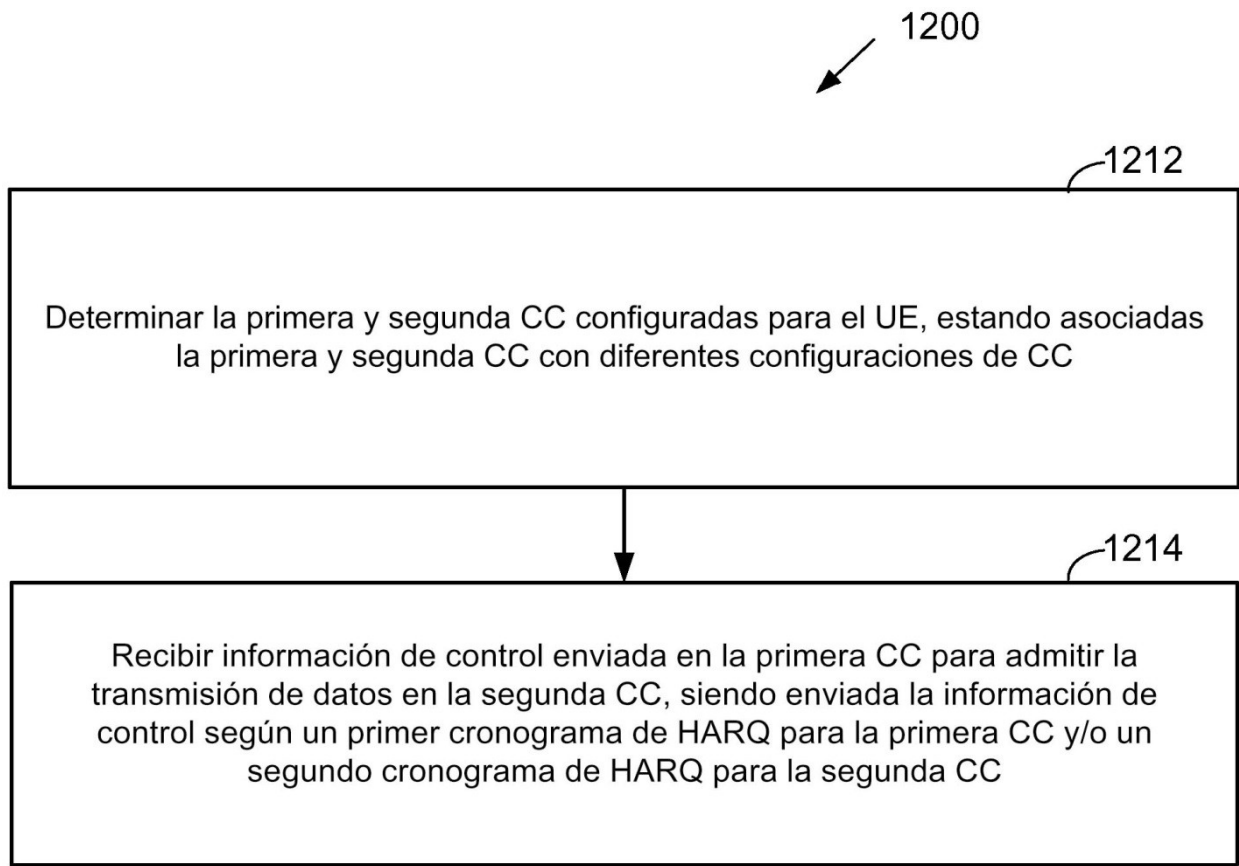 1200
1212
Determinar la primera y segunda CC configuradas para el UE, estando asociadas
la primera y segunda CC con diferentes configuraciones de CC
1214
Recibir información de control enviada en la primera CC para admitir la
transmisión de datos en la segunda CC, siendo enviada la información de
control según un primer cronograma de HARQ para la primera CC y/o un
segundo cronograma de HARQ para la segunda CC